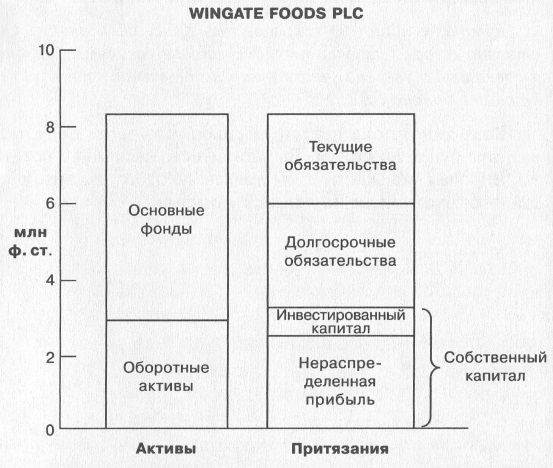 WINGATE FOODS PLC
10
8
6
млн
ф. ст.
4
2
0
Основные
фонды
Оборотные
активы
Текущие
обязательства
Долгосрочные
обязательства
Инвестированный
капитал
Нераспре-
деленная
прибыль
Собственный
капитал
Активы
Притязания